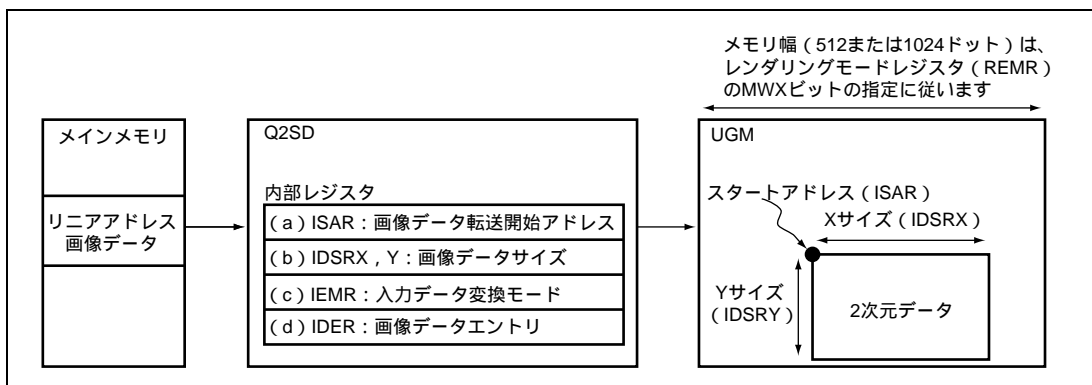 メモリ幅（512または1024ドット）は、
レンダリングモードレジスタ（REMR）
のMWXビットの指定に従います
メインメモリ
リニアアドレス
画像データ
Q2SD
内部レジスタ
（a）ISAR：画像データ転送開始アドレス
（b）IDSRX，Y：画像データサイズ
（c）IEMR：入力データ変換モード
（d）IDER：画像データエントリ
UGM
スタートアドレス（ISAR）
Xサイズ（IDSRX）
Yサイズ
（IDSRY）
2次元データ